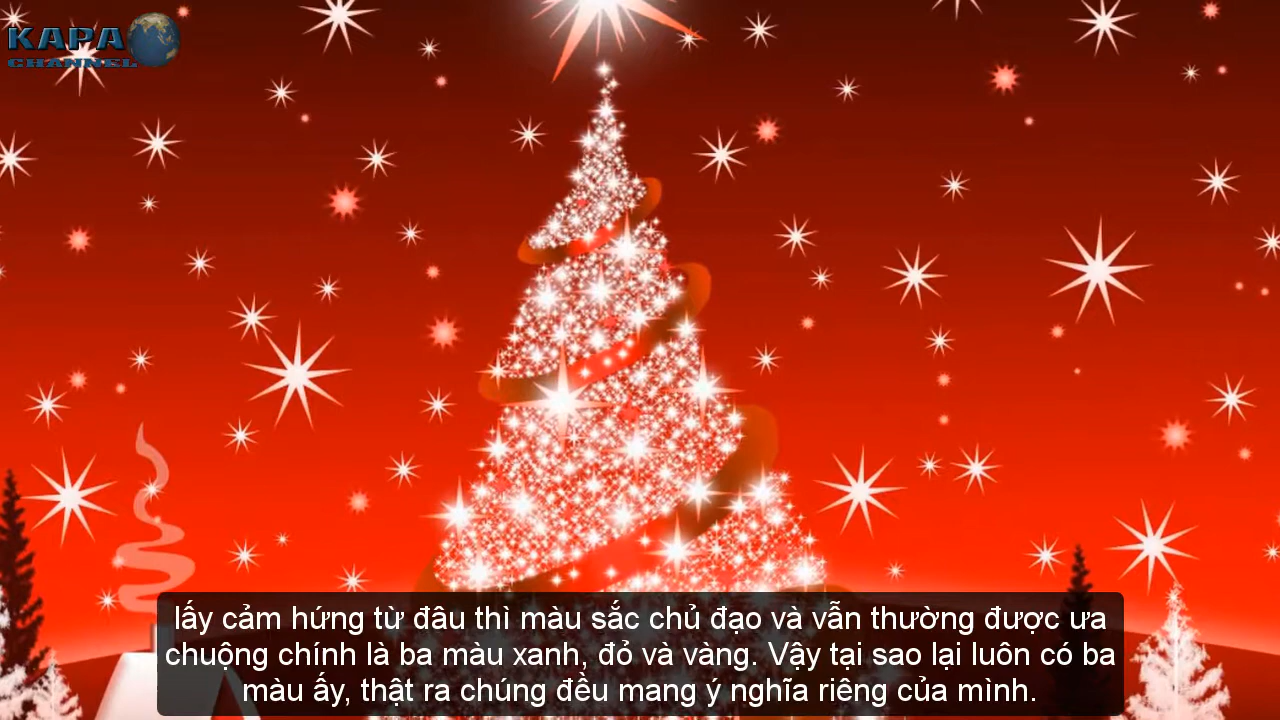 KAPA
CHANNEL
lấy cảm hứng từ đâu thì màu sắc chủ đạo và vẫn thường được ưa
chuộng chính là ba màu xanh, đỏ và vàng. Vậy tại sao lại luôn có ba
màu ấy, thật ra chúng đều mang ý nghĩa riêng của mình.